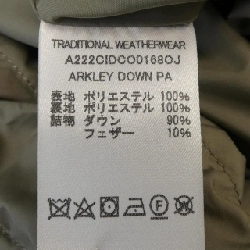 TRADITIONAL WEATHERWEAR
A222CIDCO0168OJ
ARKLEY DOWN PA
表地 ポリエステル 100%
裏地 ポリエステル 100%
詰物 ダウン 90%
フェザー 10%